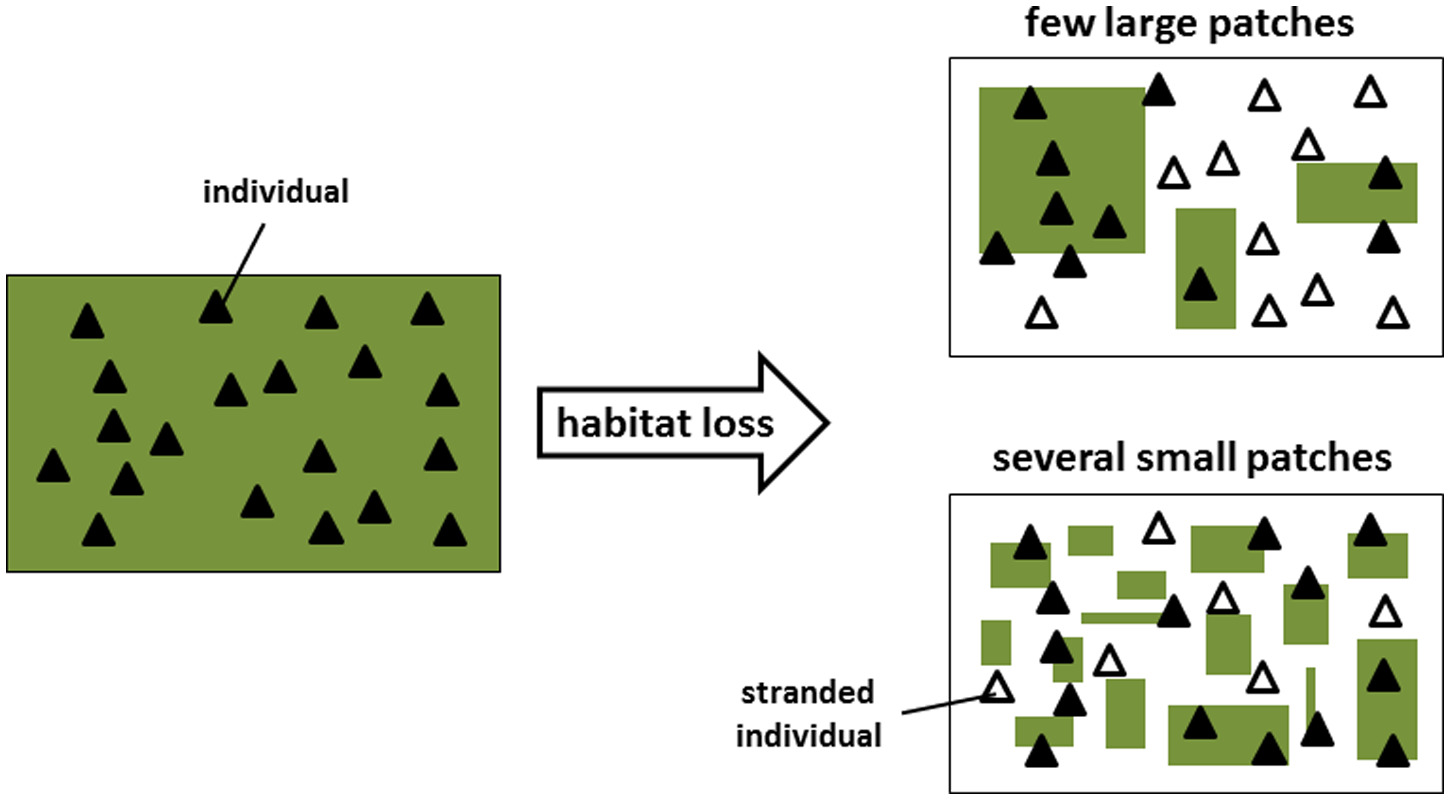 individual
habitat loss
few large patches
several small patches
stranded
individual